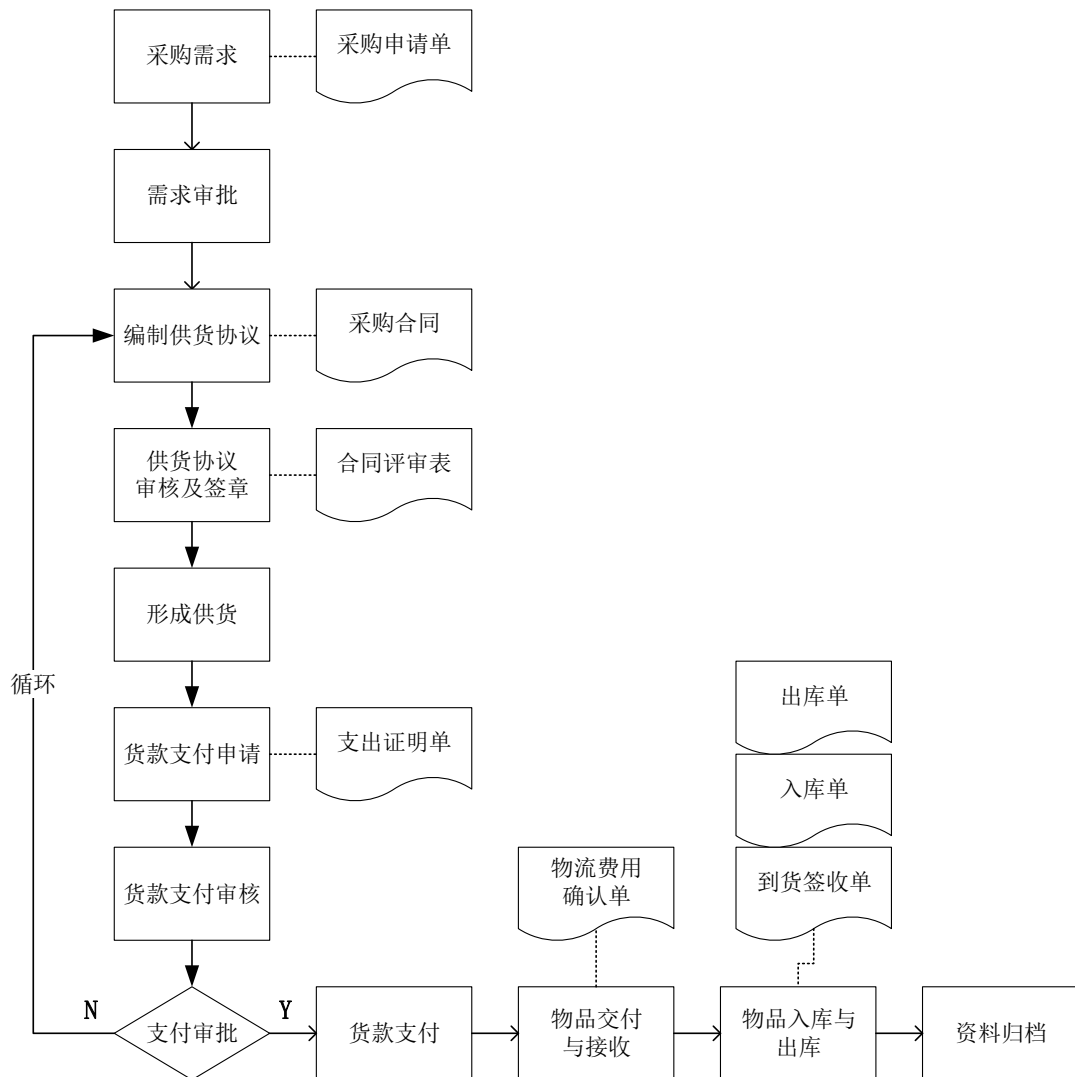 采购需求
采购申请单
需求审批
编制供货协议
采购合同
供货协议
审核及签章
合同评审表
形成供货
循环
出库单
货款支付申请
支出证明单
入库单
货款支付审核
物流费用
确认单
到货签收单
N
支付审批
Y
货款支付
物品交付
与接收
物品入库与
出库
资料归档